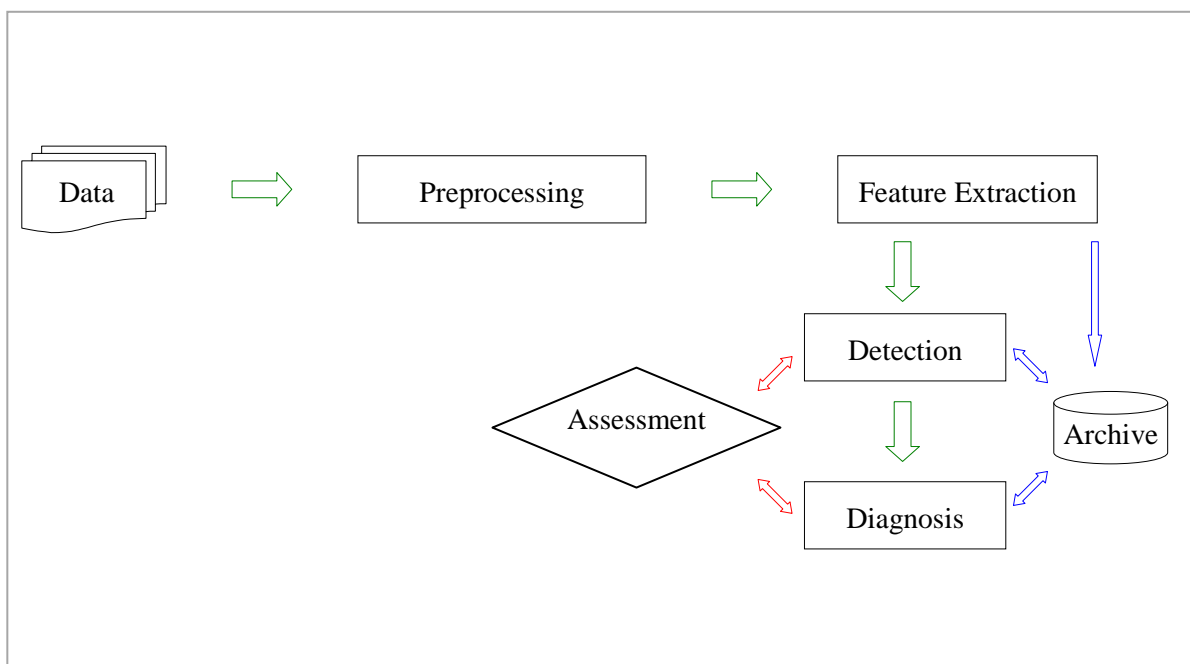 Data
Preprocessing
Feature Extraction
Detection
Assessment
Archive
Diagnosis